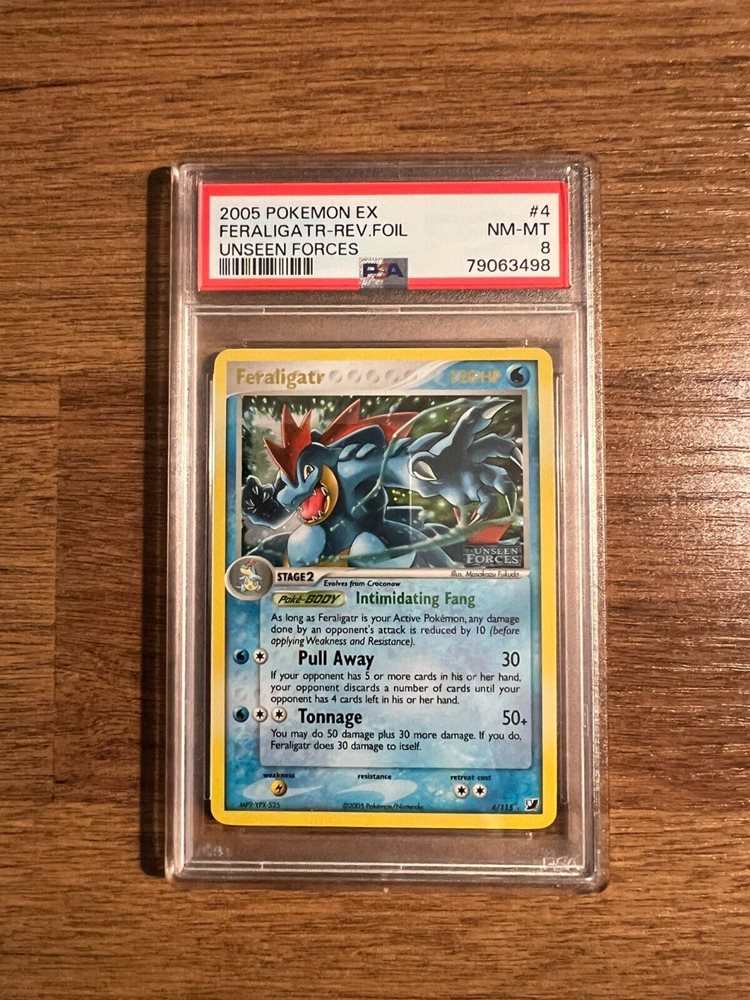 2005 POKEMON EX #4
FERALIGATR-REV.FOIL NM-MT
UNSEEN FORCES 8
PSA 79063498
Feraligatr 120 HP
UNSEEN
FORCES
Illus. Masakazu Fukuda
STAGE 2 Evolves from Croconaw
Poké-BODY Intimidating Fang
As long as Feraligatr is your Active Pokémon, any damage
done by an opponent's attack is reduced by 10 (before
applying Weakness and Resistance).
Pull Away 30
If your opponent has 5 or more cards in his or her hand,
your opponent discards a number of cards until your
opponent has 4 cards left in his or her hand.
Tonnage 50+
You may do 50 damage plus 30 more damage. If you do,
Feraligatr does 30 damage to itself.
weakness resistance retreat cost
©2005 Pokémon/Nintendo 4/115